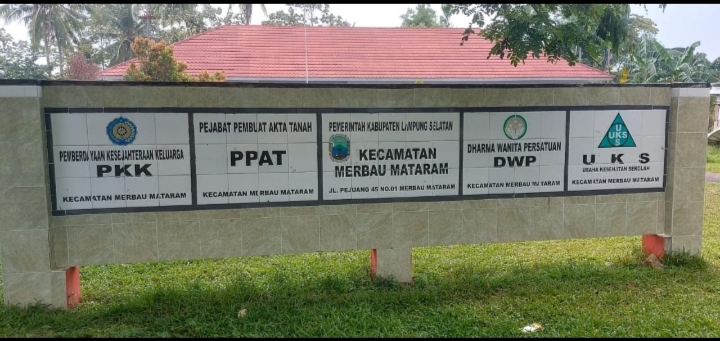 PEMBERDAYAAN KESEJAHTERAAN KELUARGA
PKK
KECAMATAN MERBAU MATARAM
PEJABAT PEMBUAT AKTA TANAH
PPAT
KECAMATAN MERBAU MATARAM
PEMERINTAH KABUPATEN LAMPUNG SELATAN
KECAMATAN
MERBAU MATARAM
JL. PEJUANG 45 NO.01 MERBAU MATARAM
DHARMA WANITA PERSATUAN
DWP
KECAMATAN MERBAU MATARAM
U
UKS
S
U K S
USAHA KESEHATAN SEKOLAH
KECAMATAN MERBAU MATARAM